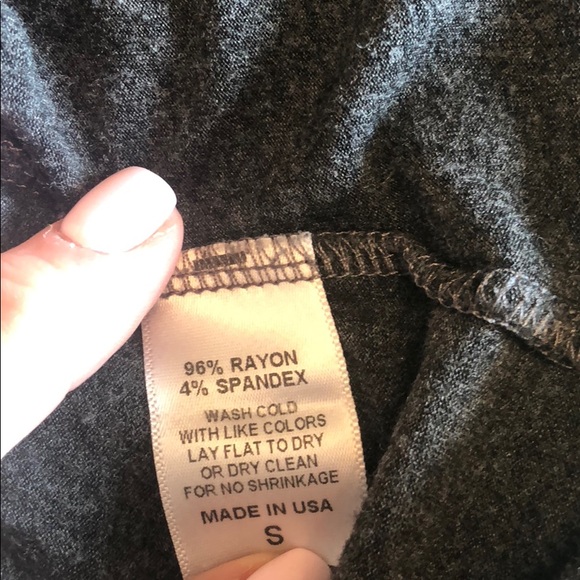 96% RAYON
4% SPANDEX
WASH COLD
WITH LIKE COLORS
LAY FLAT TO DRY
OR DRY CLEAN
FOR NO SHRINKAGE
MADE IN USA
S